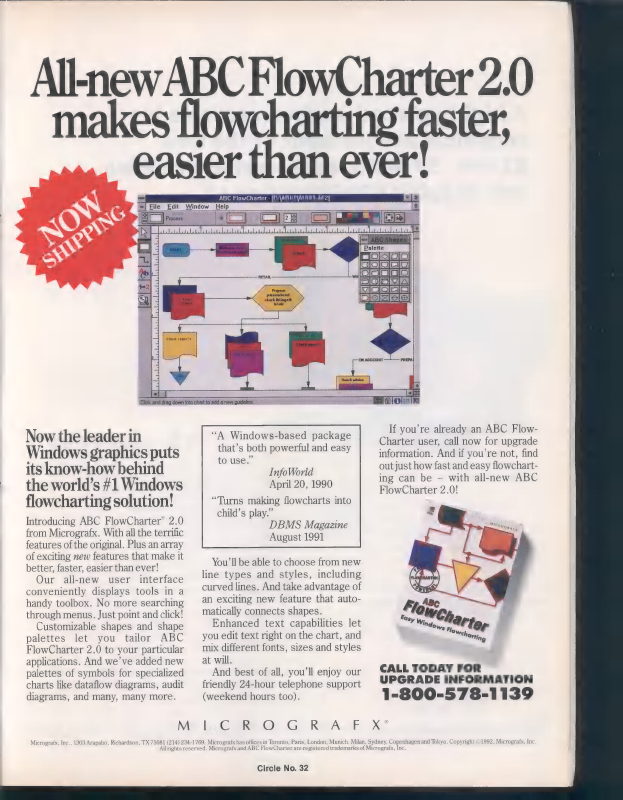 All-new ABC FlowCharter 2.0
makes flowcharting faster,
easier than ever!
NOW
SHIPPING
ABC FlowCharter
File Edit Window Help
Process
ABC Shapes
Palette
Click and drag down into chart to add a new guideline
Now the leader in
Windows graphics puts
its know-how behind
the world's #1 Windows
flowcharting solution!
Introducing ABC FlowCharter® 2.0
from Micrografx. With all the terrific
features of the original. Plus an array
of exciting new features that make it
better, faster, easier than ever!
Our all-new user interface
conveniently displays tools in a
handy toolbox. No more searching
through menus. Just point and click!
Customizable shapes and shape
palettes let you tailor ABC
FlowCharter 2.0 to your particular
applications. And we've added new
palettes of symbols for specialized
charts like dataflow diagrams, audit
diagrams, and many, many more.
"A Windows-based package
that's both powerful and easy
to use."
InfoWorld
April 20, 1990
"Turns making flowcharts into
child's play."
DBMS Magazine
August 1991
You'll be able to choose from new
line types and styles, including
curved lines. And take advantage of
an exciting new feature that auto-
matically connects shapes.
Enhanced text capabilities let
you edit text right on the chart, and
mix different fonts, sizes and styles
at will.
And best of all, you'll enjoy our
friendly 24-hour telephone support
(weekend hours too).
If you're already an ABC Flow-
Charter user, call now for upgrade
information. And if you're not, find
out just how fast and easy flowchart-
ing can be – with all-new ABC
FlowCharter 2.0!
MICROGRAFX
ABC
FlowCharter
Easy Windows Flowcharting
CALL TODAY FOR
UPGRADE INFORMATION
1-800-578-1139
MICROGRAFX®
Micrografx, Inc., 1303 Arapaho, Richardson, TX 75081 (214) 234-1769. Micrografx has offices in Toronto, Paris, London, Munich, Milan, Sydney, Copenhagen and Tokyo. Copyright ©1992, Micrografx, Inc.
All rights reserved. Micrografx and ABC FlowCharter are registered trademarks of Micrografx, Inc.
Circle No. 32